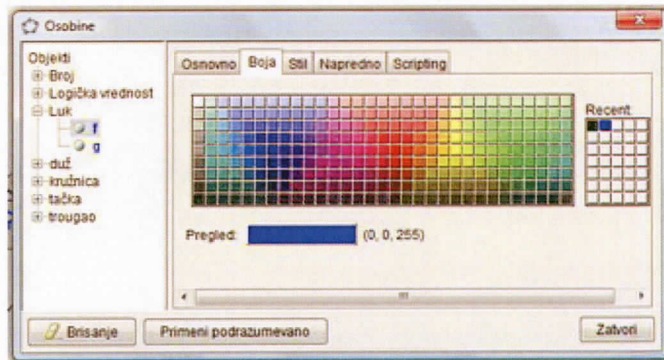 Osobine
Objekti
Broj
Logička vrednost
Luk
f
g
duž
kružnica
tačka
trougao
Osnovno Boja Stil Napredno Scripting
Recent:
Pregled: (0, 0, 255)
Brisanje Primeni podrazumevano Zatvori